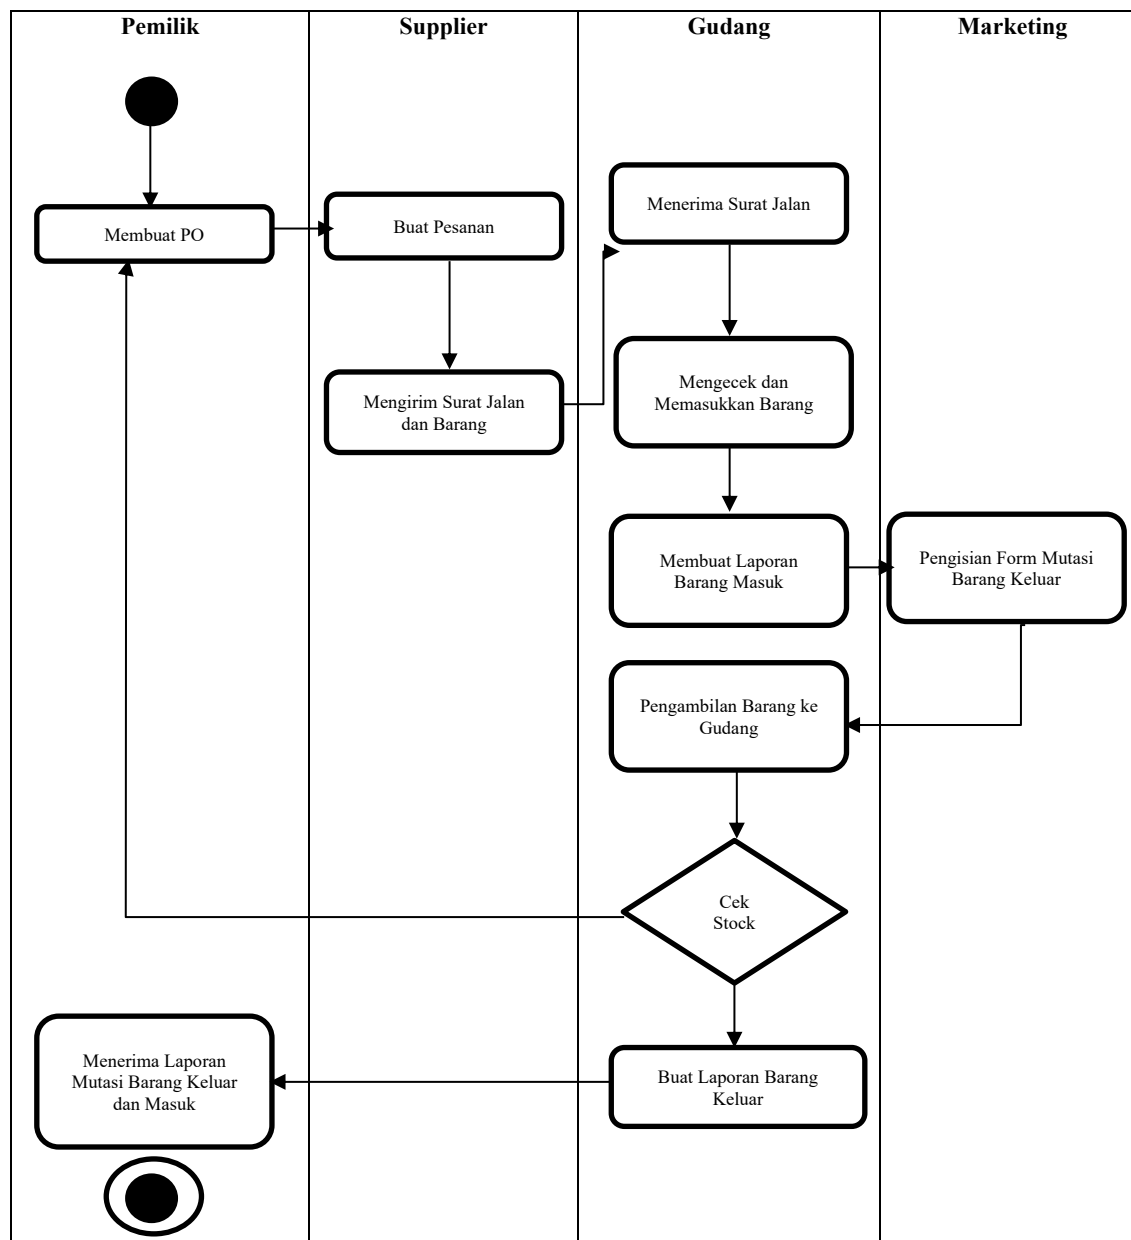 Pemilik
Supplier
Gudang
Marketing
Membuat PO
Buat Pesanan
Mengirim Surat Jalan
dan Barang
Menerima Surat Jalan
Mengecek dan
Memasukkan Barang
Membuat Laporan
Barang Masuk
Pengisian Form Mutasi
Barang Keluar
Pengambilan Barang ke
Gudang
Cek
Stock
Buat Laporan Barang
Keluar
Menerima Laporan
Mutasi Barang Keluar
dan Masuk